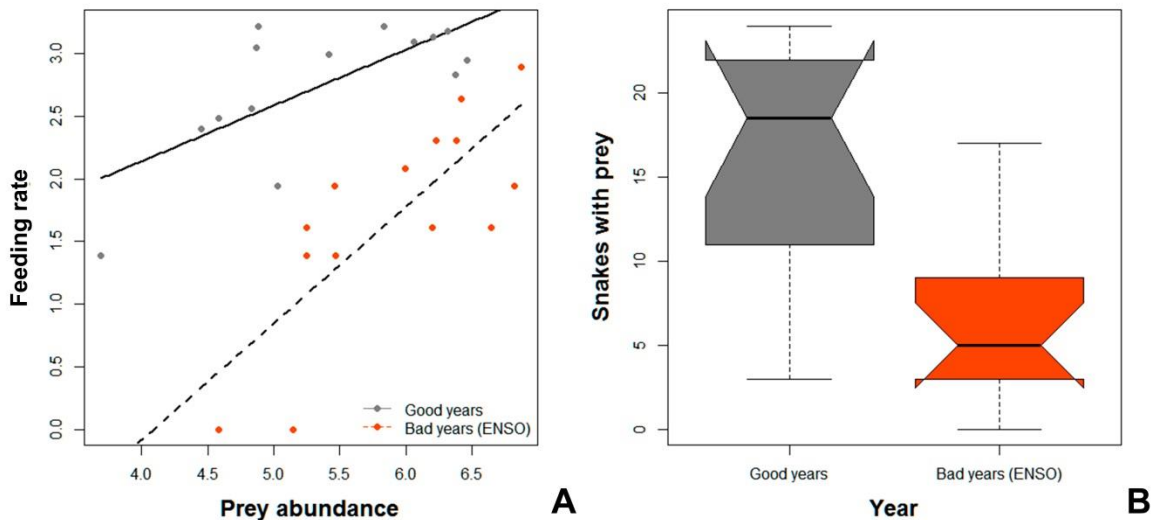 Feeding rate
3.0
2.5
2.0
1.5
1.0
0.5
0.0
Good years
Bad years (ENSO)
4.0 4.5 5.0 5.5 6.0 6.5
Prey abundance
A
Snakes with prey
20
15
10
5
0
Good years Bad years (ENSO)
Year
B